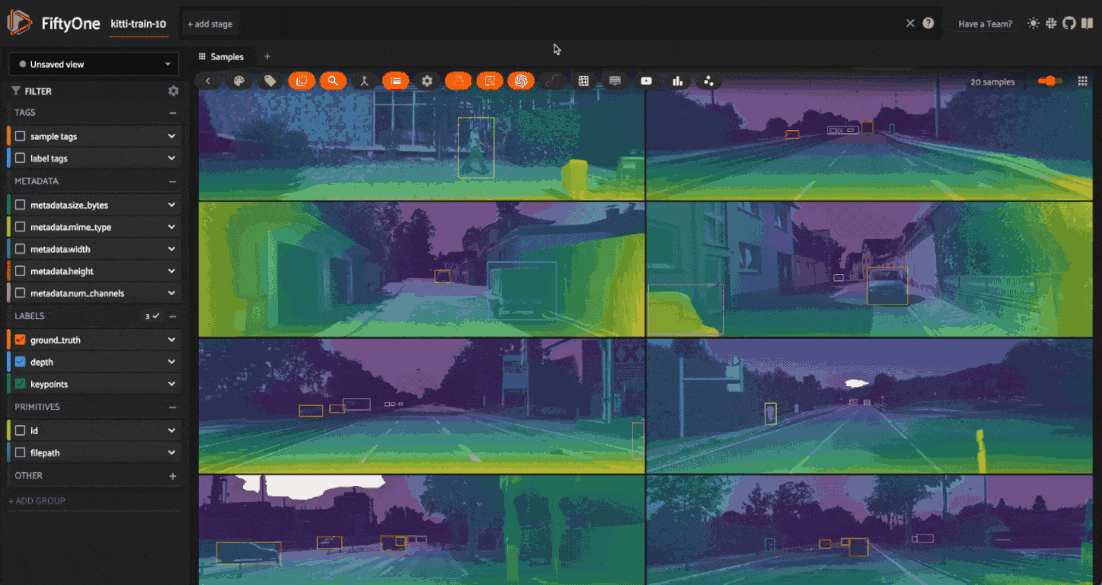 FiftyOne
kitti-train-10
+ add stage
Have a Team?
Unsaved view
Samples
+
20 samples
FILTER
TAGS
sample tags
label tags
METADATA
metadata.size_bytes
metadata.mime_type
metadata.width
metadata.height
metadata.num_channels
LABELS
3
ground_truth
depth
keypoints
PRIMITIVES
id
filepath
OTHER
+ ADD GROUP